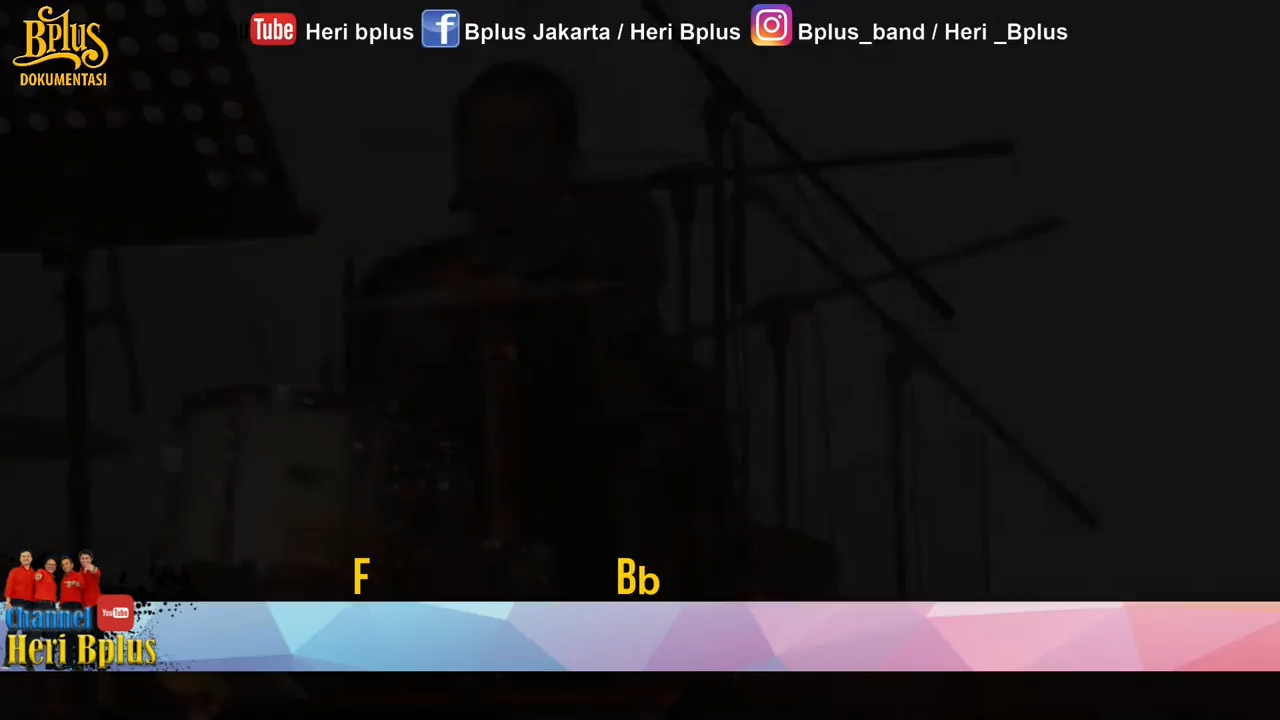 Bplus
DOKUMENTASI
Tube Heri bplus Bplus Jakarta / Heri Bplus Bplus_band / Heri _Bplus
F Bb
Channel YouTube
Heri Bplus